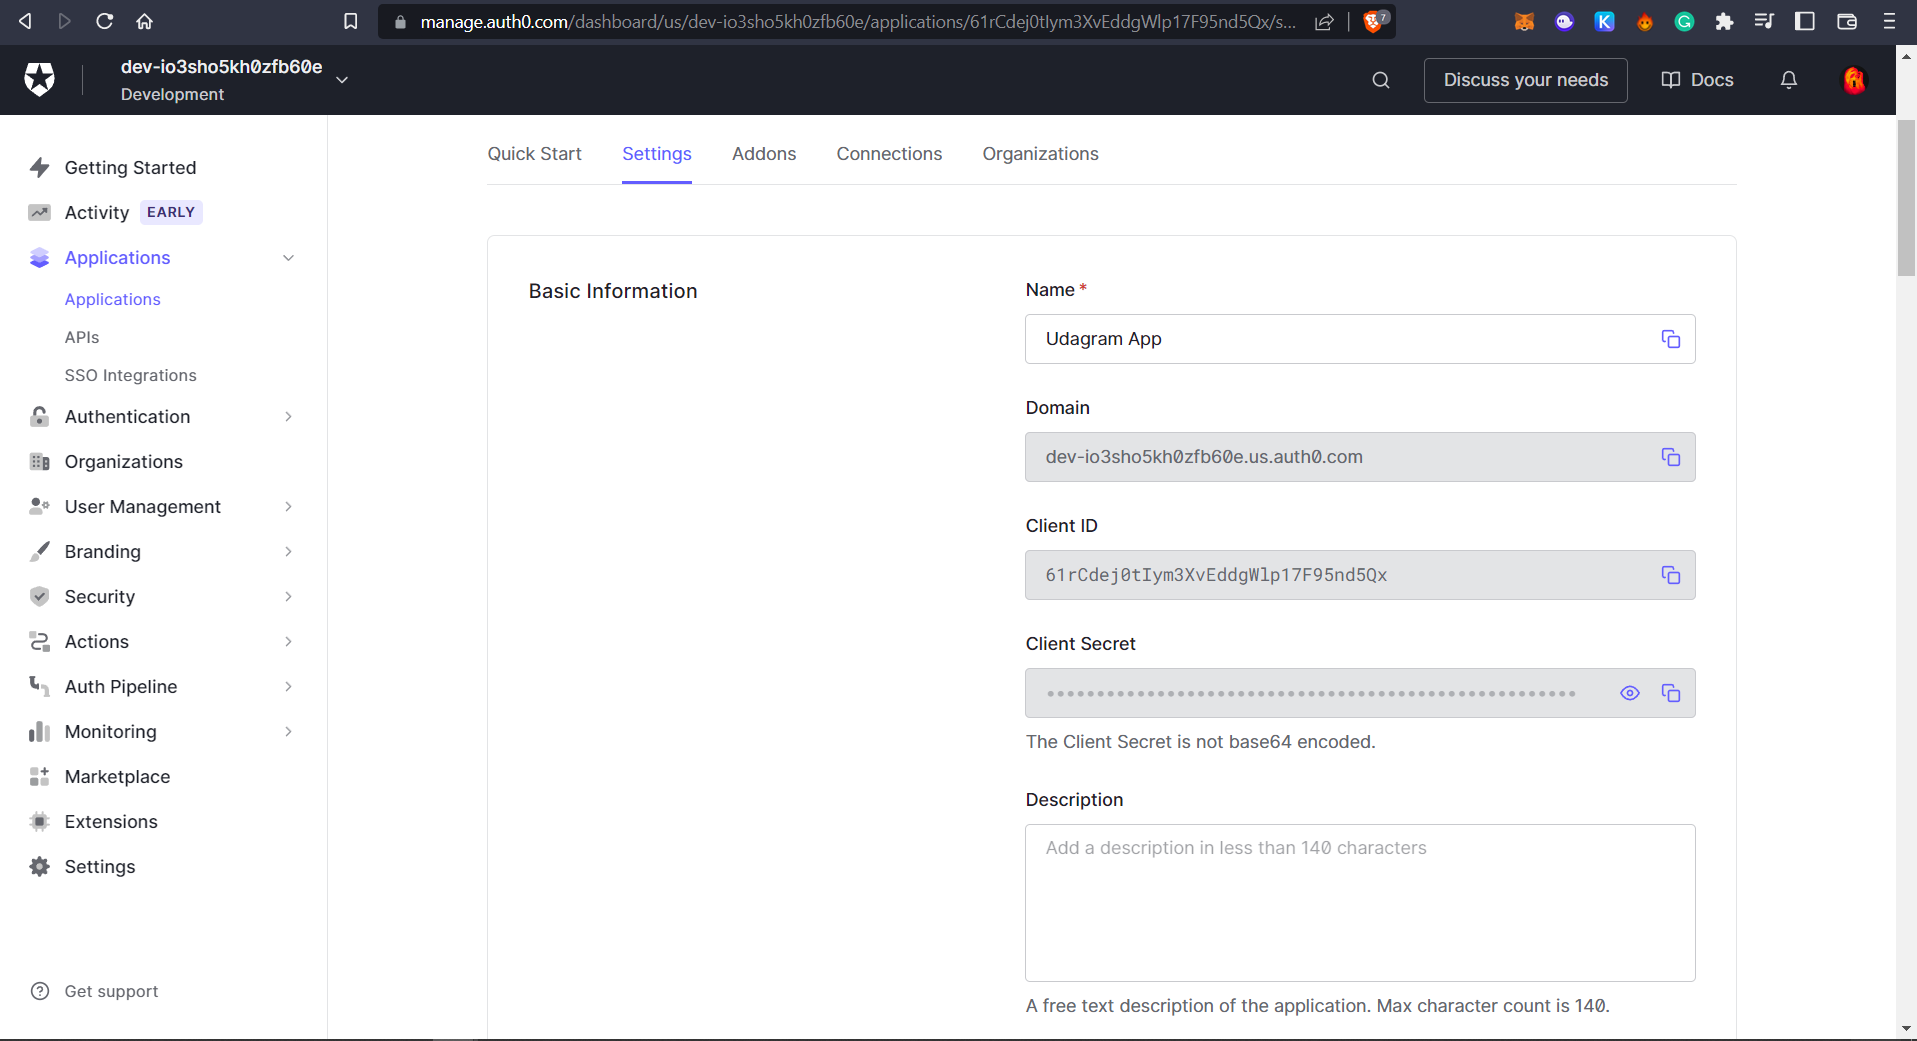 manage.auth0.com/dashboard/us/dev-io3sho5kh0zfb60e/applications/61rCdej0tIym3XvEddgWlp17F95nd5Qx/s...
7
K
G
dev-io3sho5kh0zfb60e
Development
Discuss your needs
Docs
Getting Started
Activity EARLY
Applications
Applications
APIs
SSO Integrations
Authentication
Organizations
User Management
Branding
Security
Actions
Auth Pipeline
Monitoring
Marketplace
Extensions
Settings
Get support
Quick Start Settings Addons Connections Organizations
Basic Information
Name *
Udagram App
Domain
dev-io3sho5kh0zfb60e.us.auth0.com
Client ID
61rCdej0tIym3XvEddgWlp17F95nd5Qx
Client Secret
The Client Secret is not base64 encoded.
Description
Add a description in less than 140 characters
A free text description of the application. Max character count is 140.